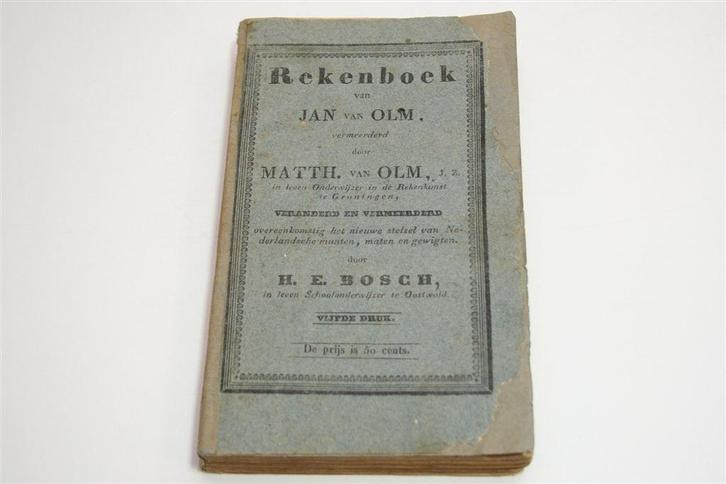 Rekenboek
van
JAN VAN OLM,
vermeerderd
door
MATTH. VAN OLM, J. Z.
in leven Onderwijzer in de Rekenkunst
te Groningen,
VERANDERD EN VERMEERDERD
overeenkomstig het nieuwe stelsel van Ne-
derlandsche munten, maten en gewigten.
door
H. E. BOSCH,
in leven Schoolonderwijzer te Oostwold.
VIJFDE DRUK.
De prijs is 50 cents.